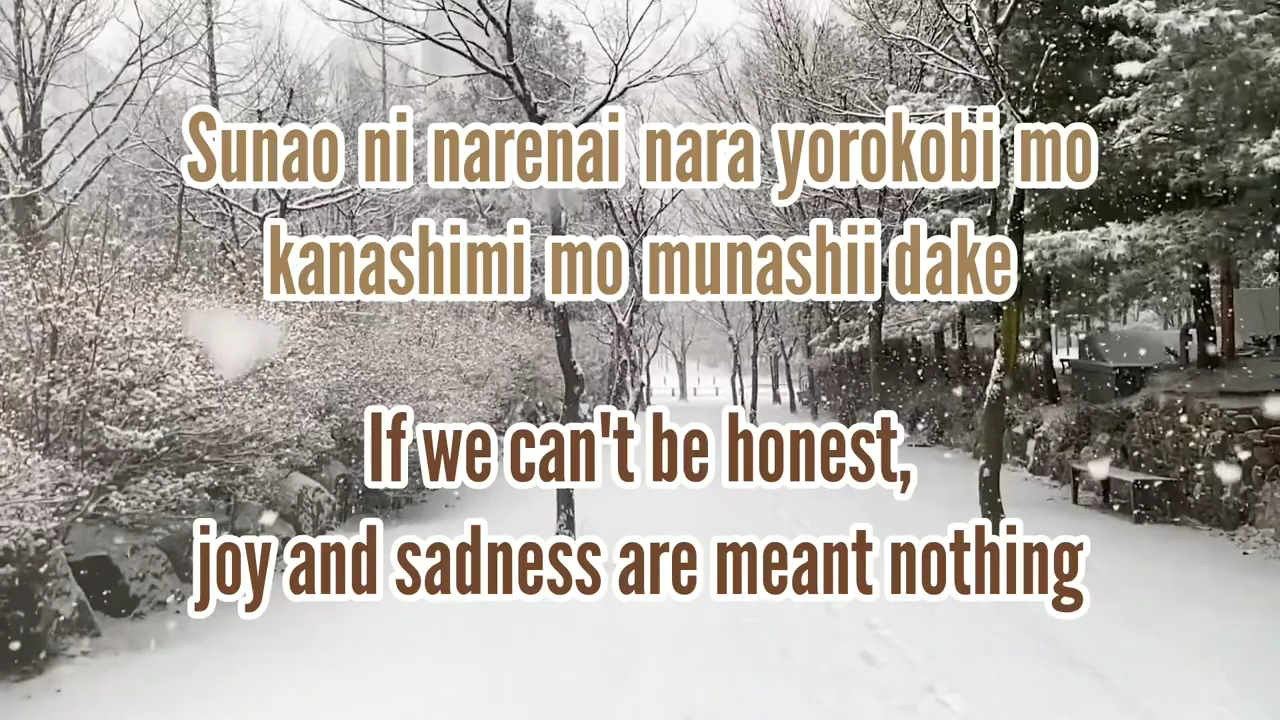 Sunao ni narenai nara yorokobi mo
kanashimi mo munashii dake
If we can't be honest,
joy and sadness are meant nothing